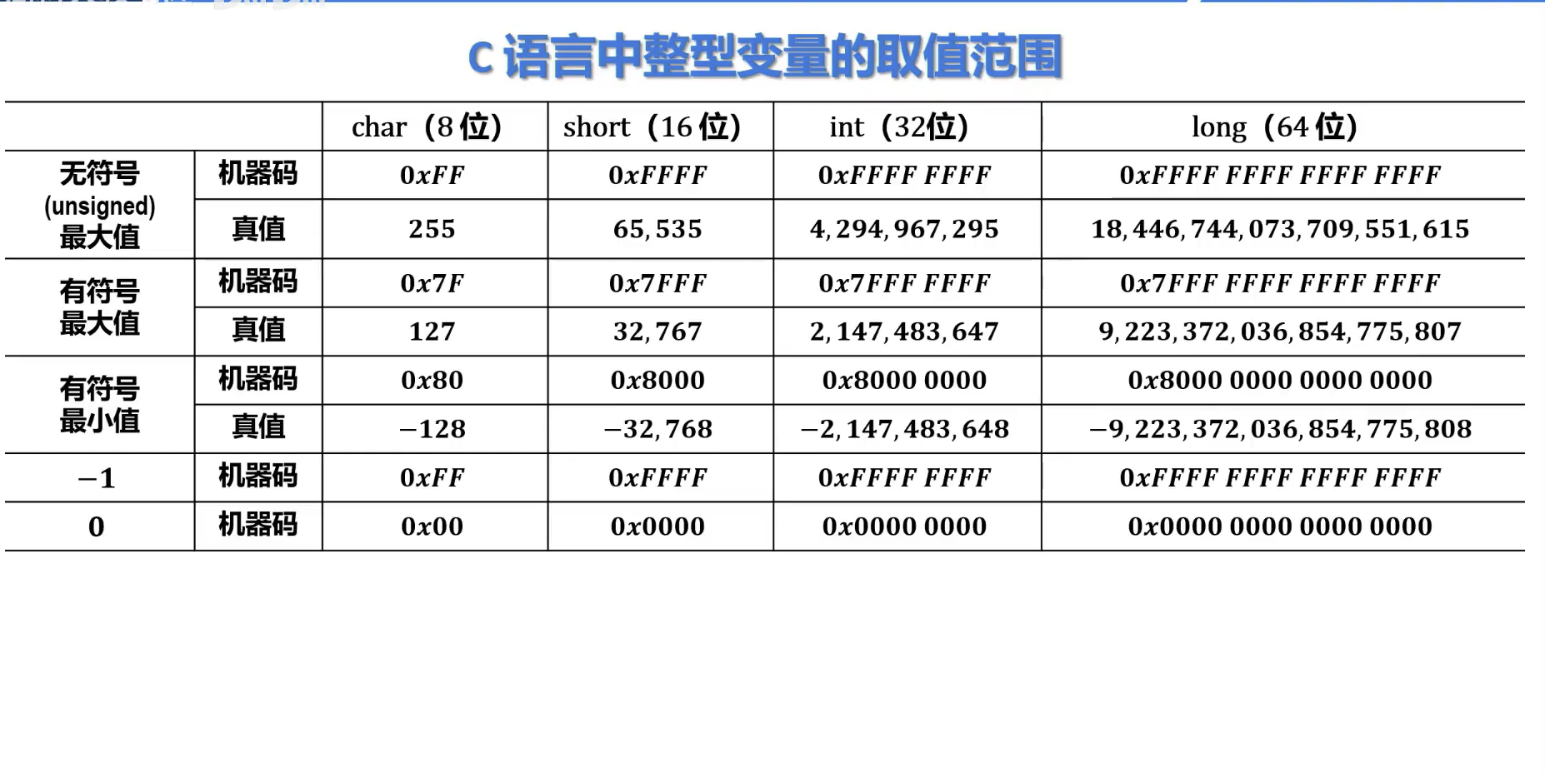 C 语言中整型变量的取值范围
char（8 位） short（16 位） int（32位） long（64 位）
无符号
(unsigned)
最大值
机器码 0xFF 0xFFFF 0xFFFF FFFF 0xFFFF FFFF FFFF FFFF
真值 255 65,535 4,294,967,295 18,446,744,073,709,551,615
有符号
最大值
机器码 0x7F 0x7FFF 0x7FFF FFFF 0x7FFF FFFF FFFF FFFF
真值 127 32,767 2,147,483,647 9,223,372,036,854,775,807
有符号
最小值
机器码 0x80 0x8000 0x8000 0000 0x8000 0000 0000 0000
真值 −128 −32,768 −2,147,483,648 −9,223,372,036,854,775,808
−1 机器码 0xFF 0xFFFF 0xFFFF FFFF 0xFFFF FFFF FFFF FFFF
0 机器码 0x00 0x0000 0x0000 0000 0x0000 0000 0000 0000